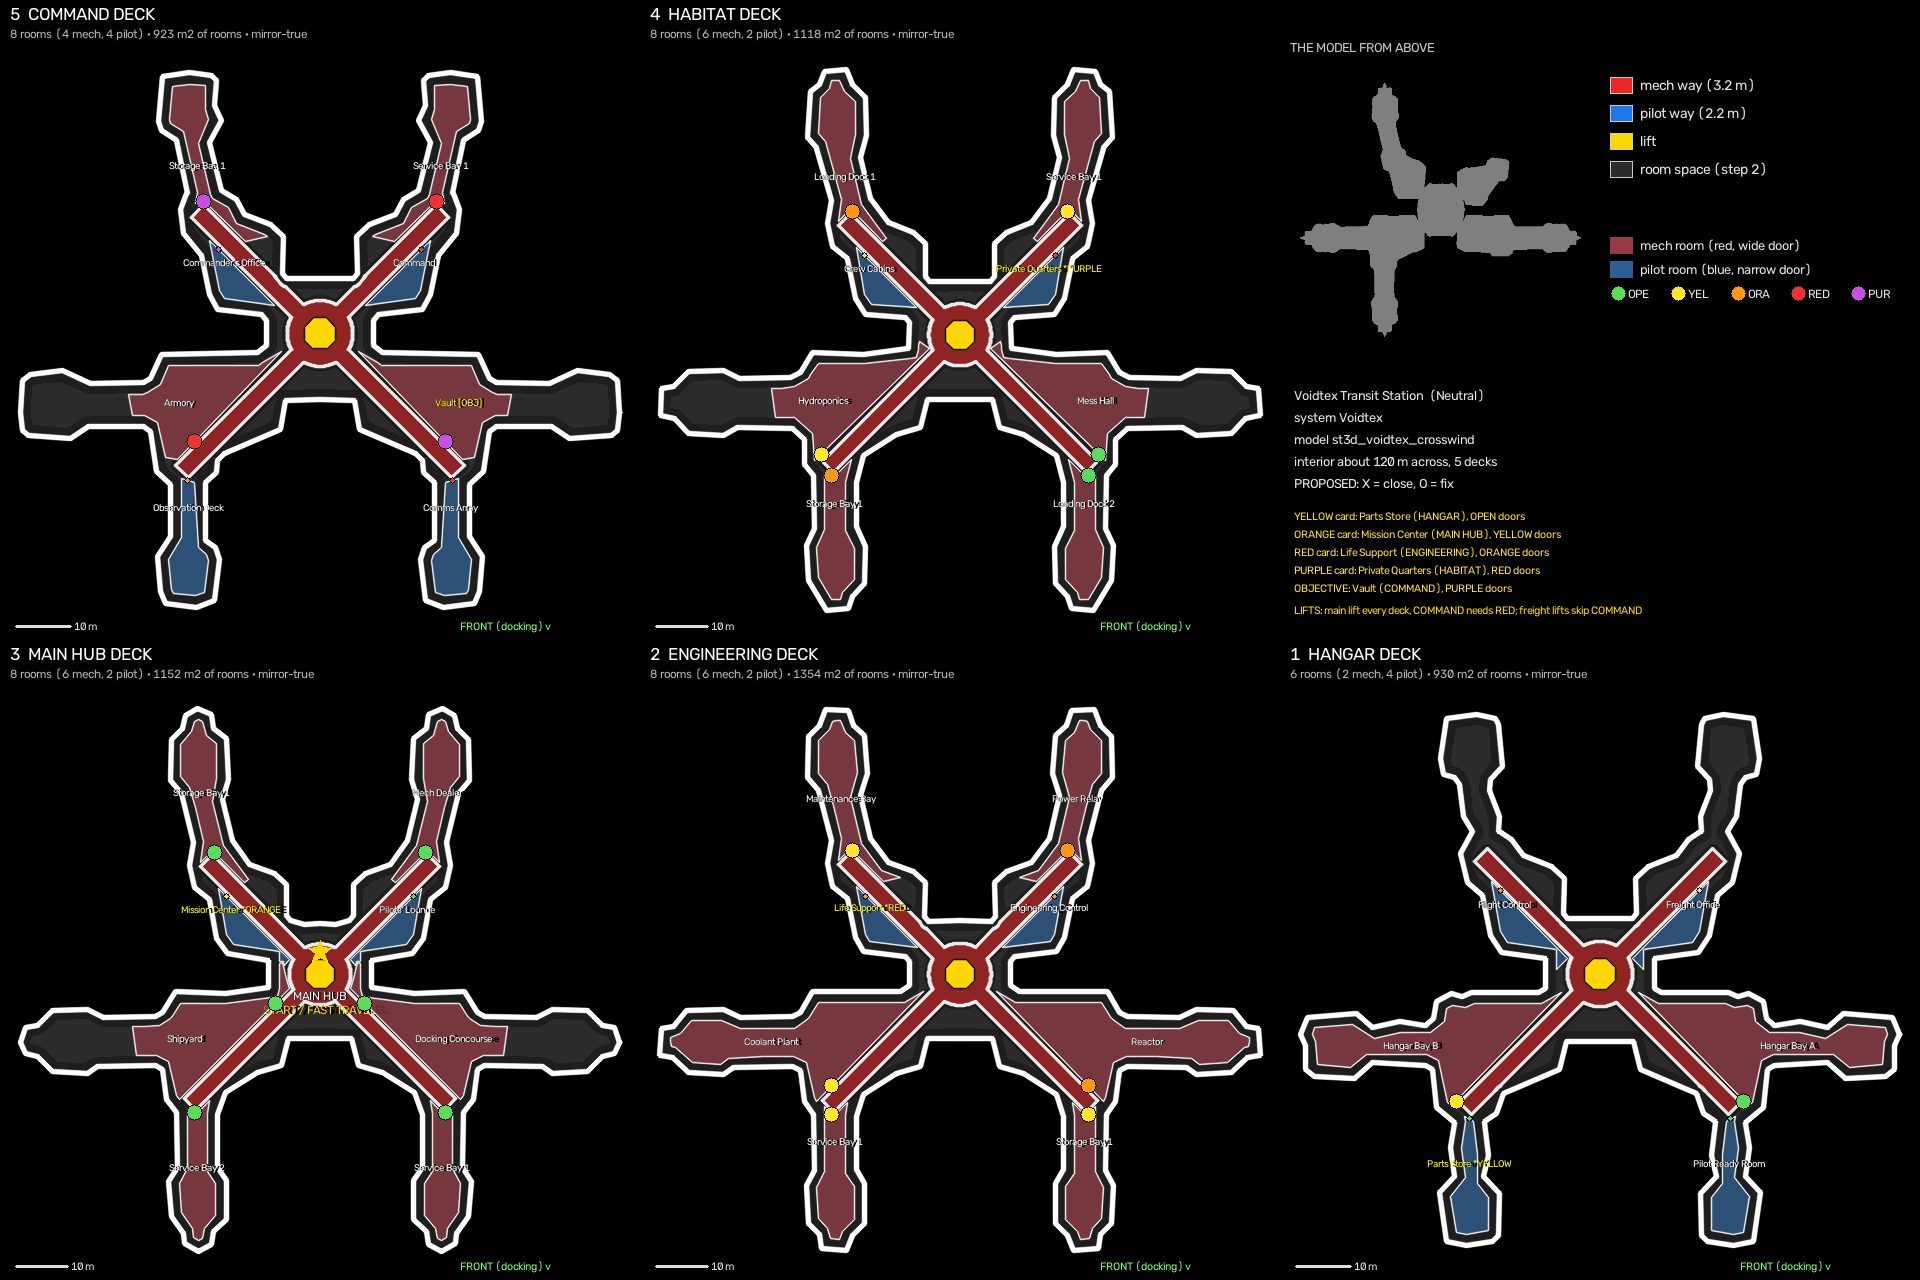 5 COMMAND DECK
8 rooms (4 mech, 4 pilot) • 923 m2 of rooms • mirror-true
Storage Bay 1
Service Bay 1
Commander's Office
Command
Armory
Vault [OBJ]
Observation Deck
Comms Array
10 m
FRONT (docking) v
4 HABITAT DECK
8 rooms (6 mech, 2 pilot) • 1118 m2 of rooms • mirror-true
Loading Dock 1
Service Bay 1
Crew Cabins
Private Quarters *PURPLE
Hydroponics
Mess Hall
Storage Bay 1
Loading Dock 2
10 m
FRONT (docking) v
THE MODEL FROM ABOVE
mech way (3.2 m)
pilot way (2.2 m)
lift
room space (step 2)
mech room (red, wide door)
pilot room (blue, narrow door)
OPE YEL ORA RED PUR
Voidtex Transit Station (Neutral)
system Voidtex
model st3d_voidtex_crosswind
interior about 120 m across, 5 decks
PROPOSED: X = close, O = fix
YELLOW card: Parts Store (HANGAR), OPEN doors
ORANGE card: Mission Center (MAIN HUB), YELLOW doors
RED card: Life Support (ENGINEERING), ORANGE doors
PURPLE card: Private Quarters (HABITAT), RED doors
OBJECTIVE: Vault (COMMAND), PURPLE doors
LIFTS: main lift every deck, COMMAND needs RED; freight lifts skip COMMAND
3 MAIN HUB DECK
8 rooms (6 mech, 2 pilot) • 1152 m2 of rooms • mirror-true
Storage Bay 1
Mech Dealer
Mission Center *ORANGE
Pilots' Lounge
MAIN HUB
START / FAST TRAVEL
Shipyard
Docking Concourse
Service Bay 2
Service Bay 1
10 m
FRONT (docking) v
2 ENGINEERING DECK
8 rooms (6 mech, 2 pilot) • 1354 m2 of rooms • mirror-true
Maintenance Bay
Power Relay
Life Support *RED
Engineering Control
Coolant Plant
Reactor
Service Bay 1
Storage Bay 1
10 m
FRONT (docking) v
1 HANGAR DECK
6 rooms (2 mech, 4 pilot) • 930 m2 of rooms • mirror-true
Flight Control
Freight Office
Hangar Bay B
Hangar Bay A
Parts Store *YELLOW
Pilot Ready Room
10 m
FRONT (docking) v